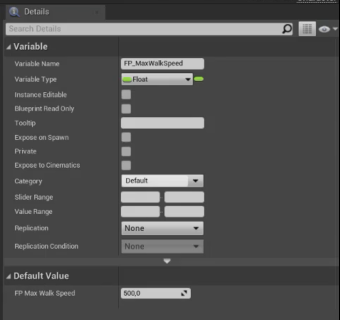 Details
Search Details
Variable
Variable Name FP_MaxWalkSpeed
Variable Type Float
Instance Editable
Blueprint Read Only
Tooltip
Expose on Spawn
Private
Expose to Cinematics
Category Default
Slider Range
Value Range
Replication None
Replication Condition None
Default Value
FP Max Walk Speed 500,0